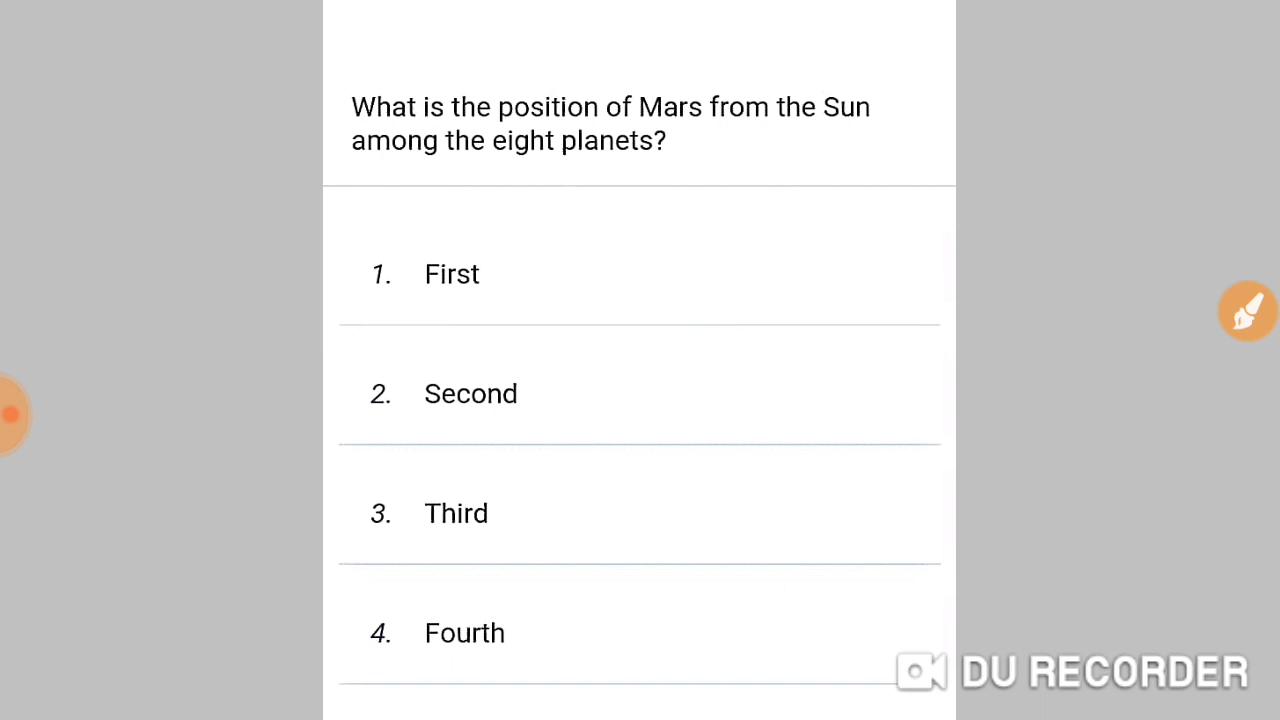 What is the position of Mars from the Sun
among the eight planets?
1. First
2. Second
3. Third
4. Fourth
DU RECORDER